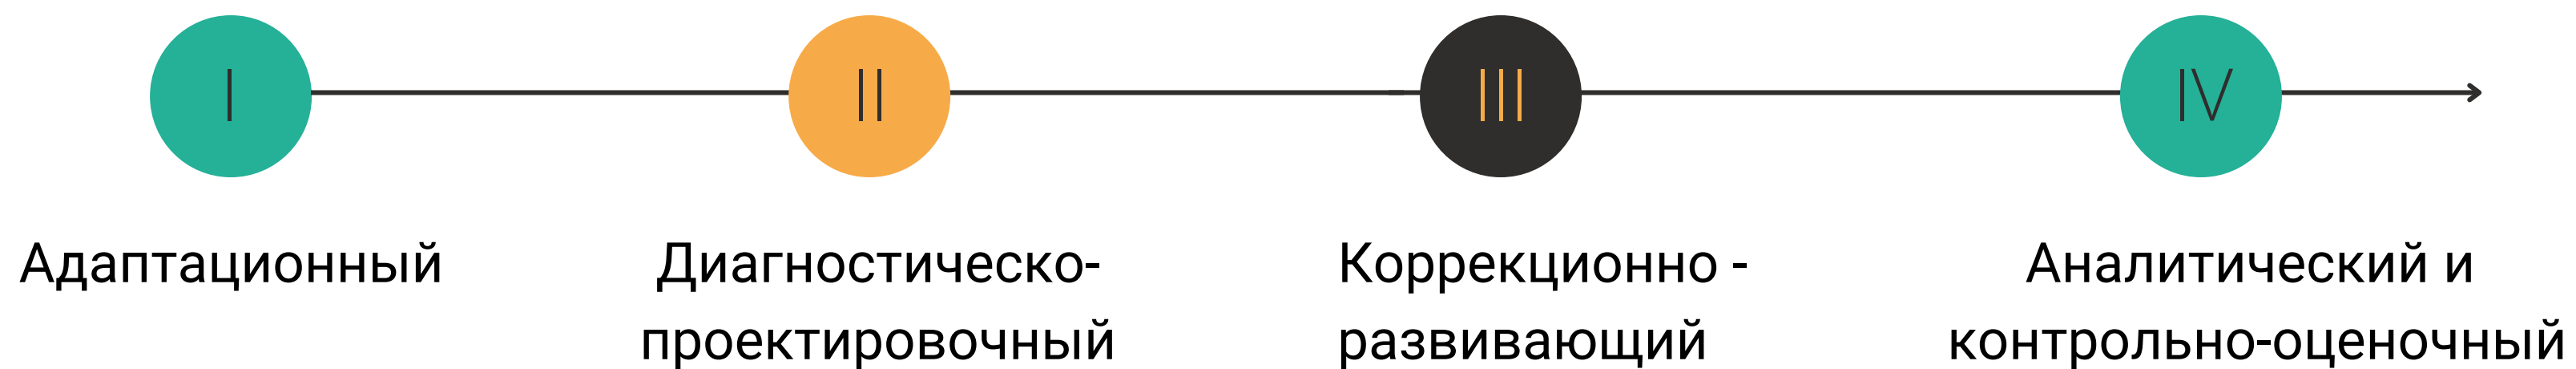 I
II
III
IV
Адаптационный
Диагностическо-
проектировочный
Коррекционно -
развивающий
Аналитический и
контрольно-оценочный